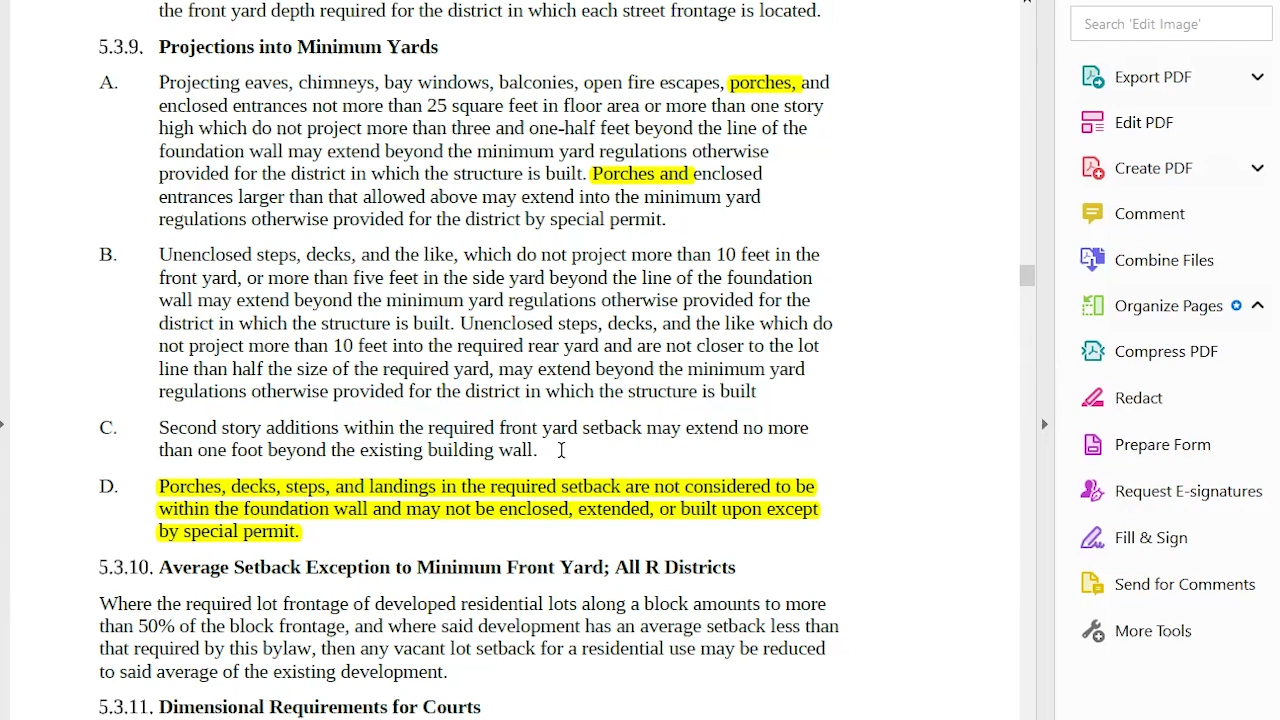 the front yard depth required for the district in which each street frontage is located.
5.3.9. Projections into Minimum Yards
A. Projecting eaves, chimneys, bay windows, balconies, open fire escapes, porches, and
enclosed entrances not more than 25 square feet in floor area or more than one story
high which do not project more than three and one-half feet beyond the line of the
foundation wall may extend beyond the minimum yard regulations otherwise
provided for the district in which the structure is built. Porches and enclosed
entrances larger than that allowed above may extend into the minimum yard
regulations otherwise provided for the district by special permit.
B. Unenclosed steps, decks, and the like, which do not project more than 10 feet in the
front yard, or more than five feet in the side yard beyond the line of the foundation
wall may extend beyond the minimum yard regulations otherwise provided for the
district in which the structure is built. Unenclosed steps, decks, and the like which do
not project more than 10 feet into the required rear yard and are not closer to the lot
line than half the size of the required yard, may extend beyond the minimum yard
regulations otherwise provided for the district in which the structure is built
C. Second story additions within the required front yard setback may extend no more
than one foot beyond the existing building wall.
D. Porches, decks, steps, and landings in the required setback are not considered to be
within the foundation wall and may not be enclosed, extended, or built upon except
by special permit.
5.3.10. Average Setback Exception to Minimum Front Yard; All R Districts
Where the required lot frontage of developed residential lots along a block amounts to more
than 50% of the block frontage, and where said development has an average setback less than
that required by this bylaw, then any vacant lot setback for a residential use may be reduced
to said average of the existing development.
5.3.11. Dimensional Requirements for Courts
Search 'Edit Image'
Export PDF
Edit PDF
Create PDF
Comment
Combine Files
Organize Pages
Compress PDF
Redact
Prepare Form
Request E-signatures
Fill & Sign
Send for Comments
More Tools